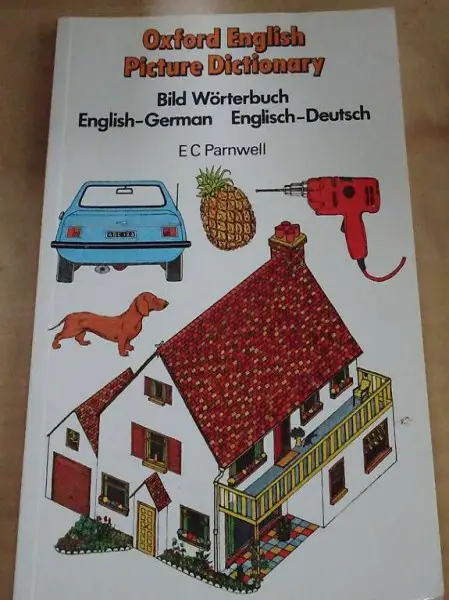 Oxford English
Picture Dictionary
Bild Wörterbuch
English-German Englisch-Deutsch
E C Parnwell